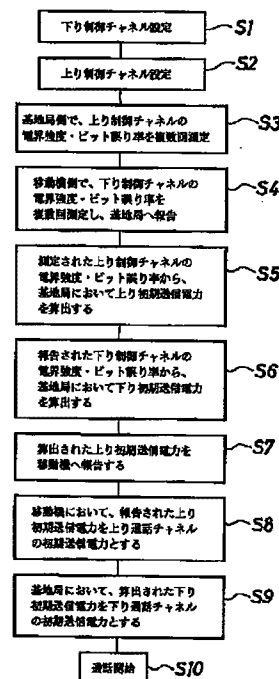 下り制御チャネル設定
S1
上り制御チャネル設定
S2
基地局側で、上り制御チャネルの
電界強度・ビット誤り率を複数回測定
S3
移動機側で、下り制御チャネルの
電界強度・ビット誤り率を
複数回測定し、基地局へ報告
S4
測定された上り制御チャネルの
電界強度・ビット誤り率から、
基地局において上り初期送信電力
を算出する
S5
報告された下り制御チャネルの
電界強度・ビット誤り率から、
基地局において下り初期送信電力
を算出する
S6
算出された上り初期送信電力を
移動機へ報告する
S7
移動機において、報告された上り
初期送信電力を上り通話チャネル
の初期送信電力とする
S8
基地局において、算出された下り
初期送信電力を下り通話チャネル
の初期送信電力とする
S9
通話開始
S10